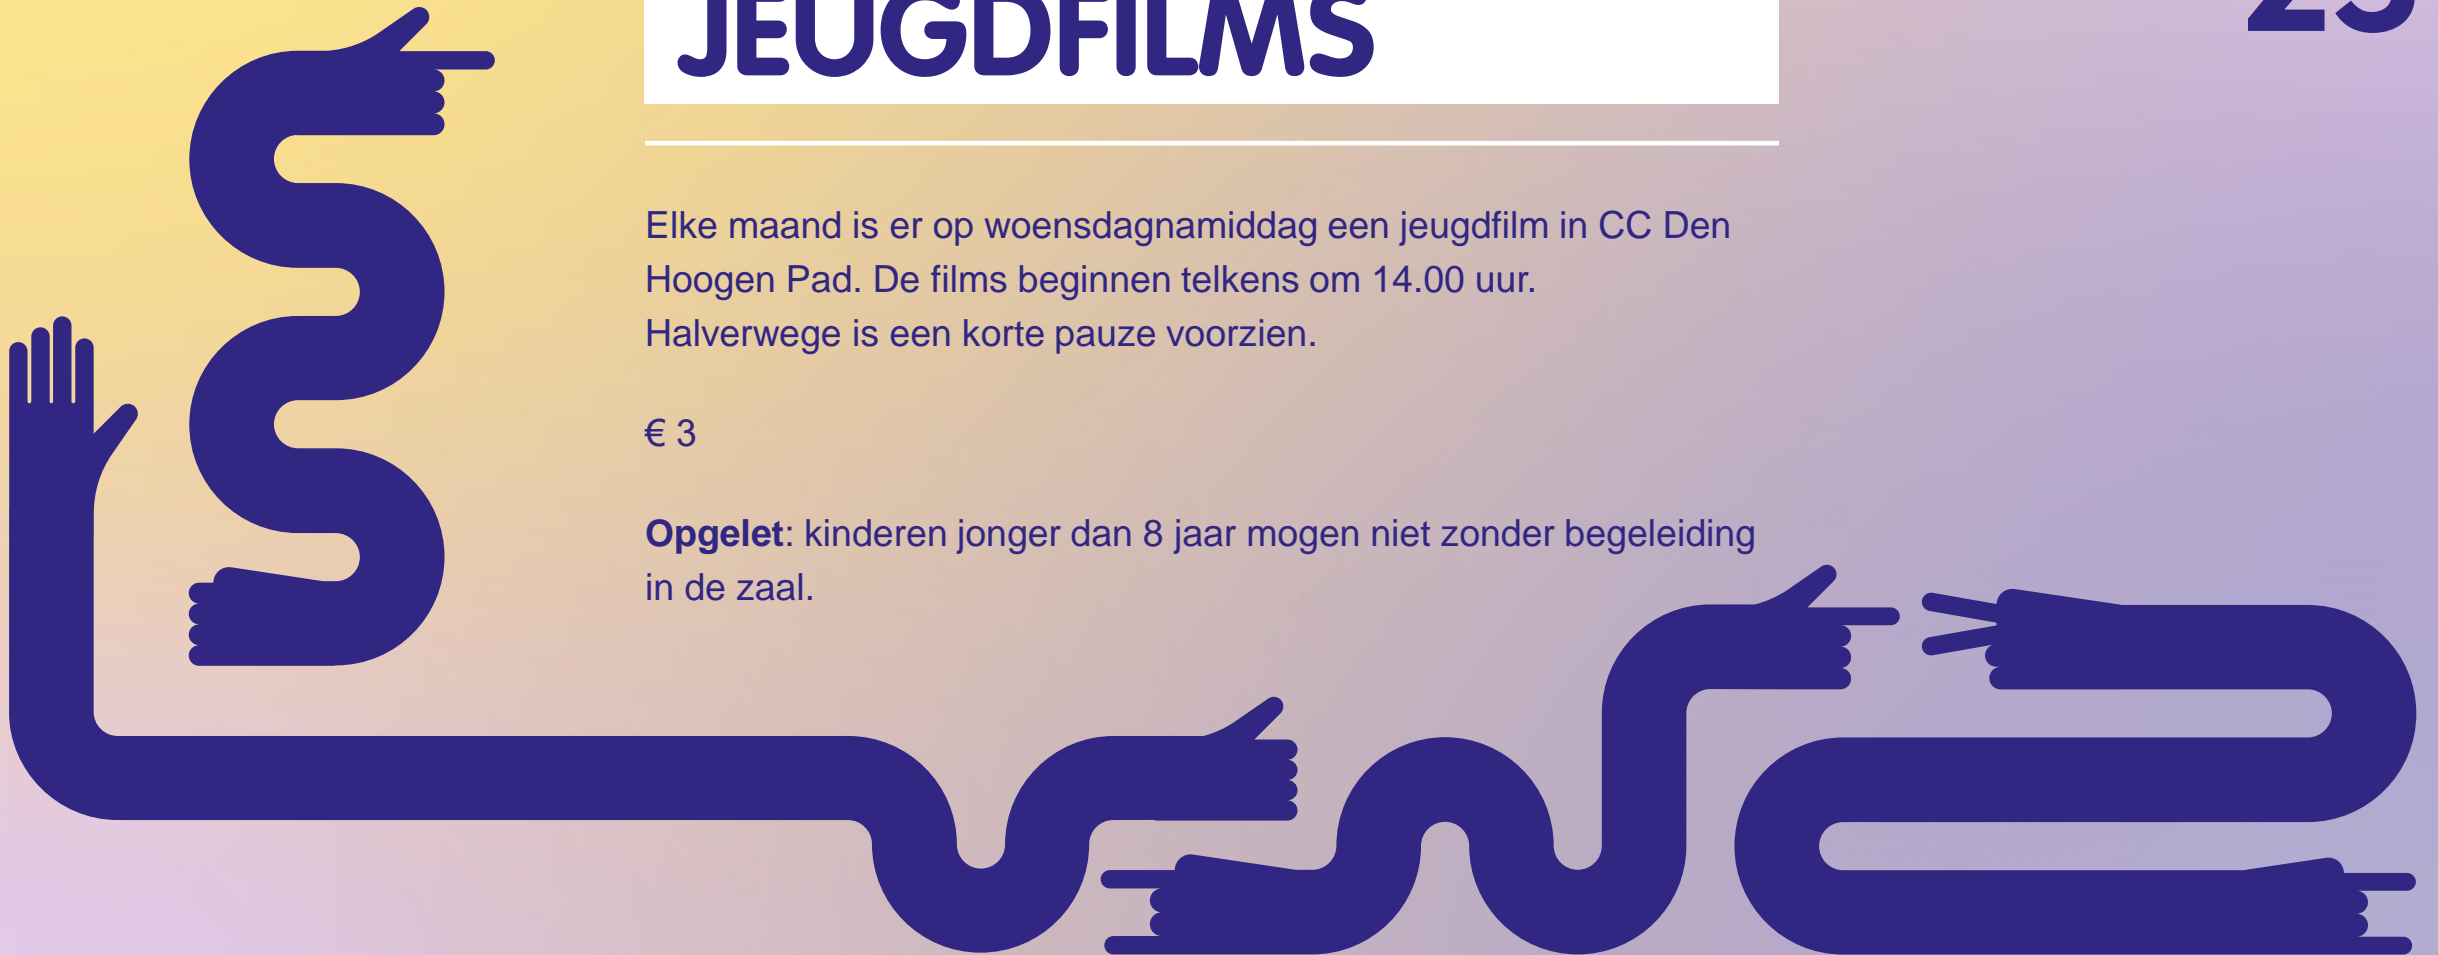 JEUGDFILMS
Elke maand is er op woensdagnamiddag een jeugdfilm in CC Den
Hoogen Pad. De films beginnen telkens om 14.00 uur.
Halverwege is een korte pauze voorzien.
€ 3
Opgelet: kinderen jonger dan 8 jaar mogen niet zonder begeleiding
in de zaal.